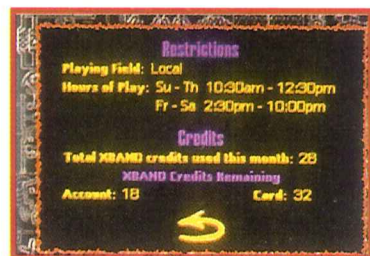 Restrictions
Playing Field: Local
Hours of Play: Su - Th 10:30am - 12:30pm
Fr - Sa 2:30pm - 10:00pm
Credits
Total XBAND credits used this month: 28
XBAND Credits Remaining
Account: 18 Card: 32